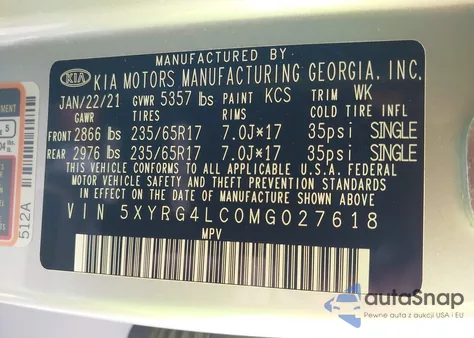 MANUFACTURED BY
KIA KIA MOTORS MANUFACTURING GEORGIA, INC.
JAN/22/21 GVWR 5357 lbs PAINT KCS TRIM WK
GAWR TIRES RIMS COLD TIRE INFL
FRONT 2866 lbs 235/65R17 7.0J*17 35psi SINGLE
REAR 2976 lbs 235/65R17 7.0J*17 35psi SINGLE
THIS VEHICLE CONFORMS TO ALL APPLICABLE U.S.A. FEDERAL
MOTOR VEHICLE SAFETY AND THEFT PREVENTION STANDARDS
IN EFFECT ON THE DATE OF MANUFACTURE SHOWN ABOVE
VIN 5XYRG4LC0MG027618
MPV
5
512A
autoSnap
Pewne auta z aukcji USA i EU